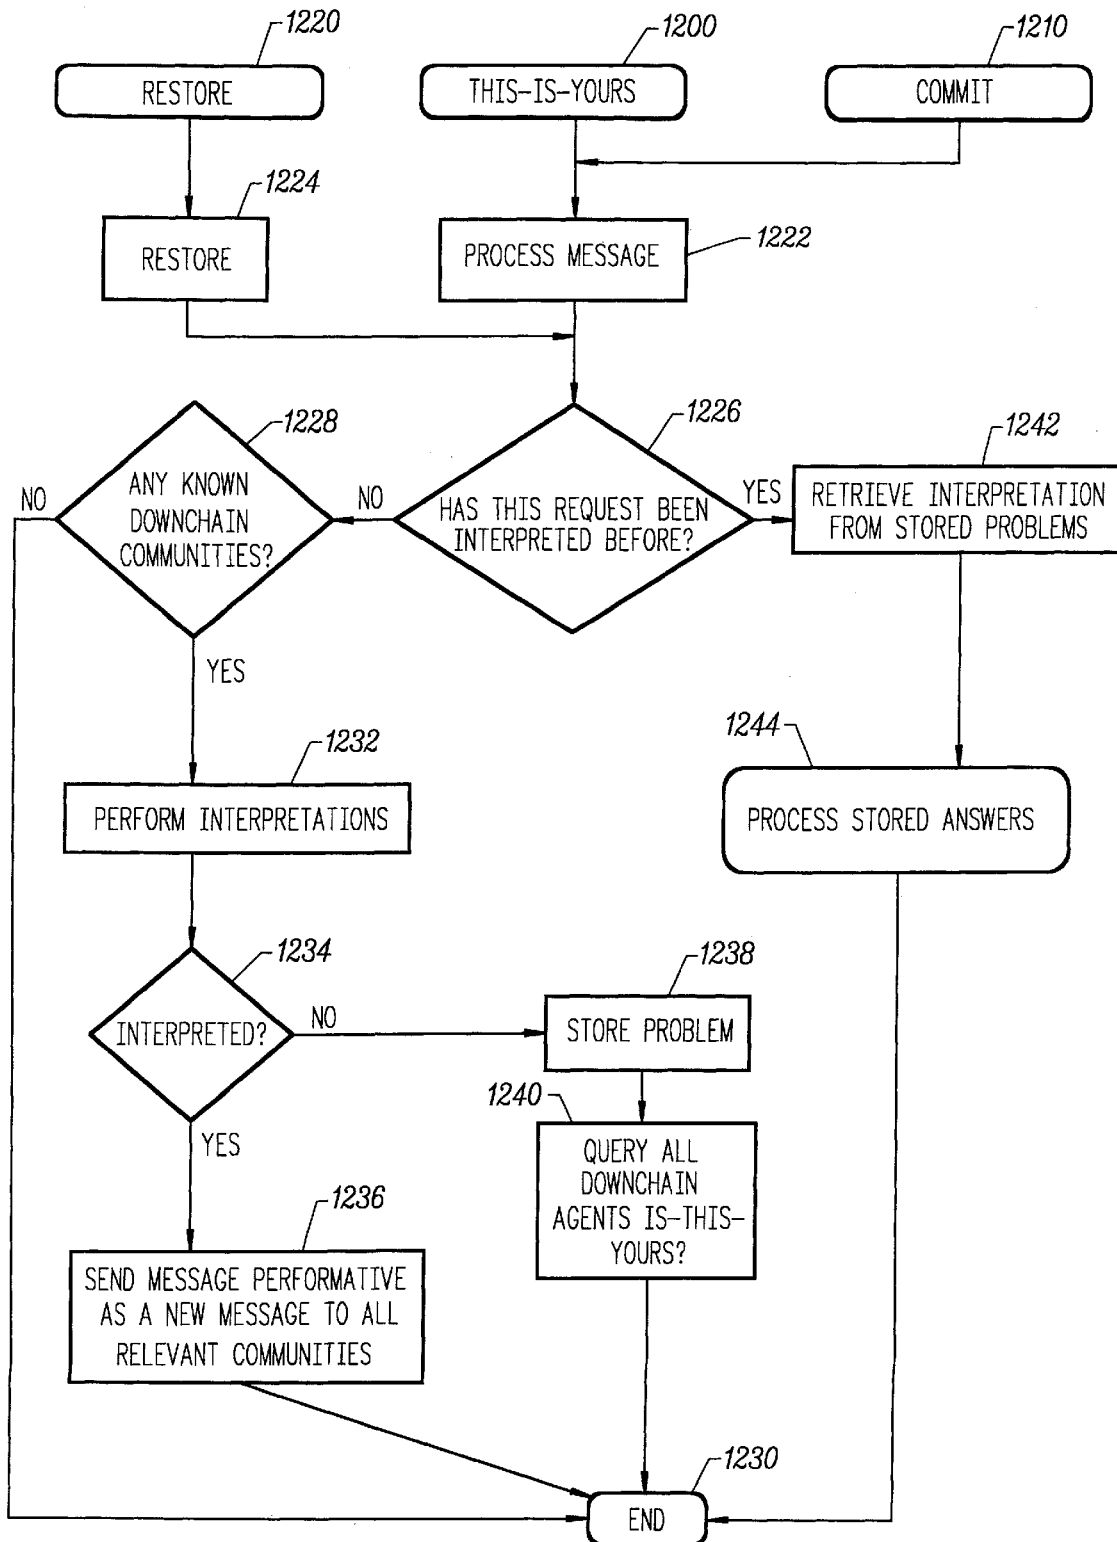 1220
1200
1210
RESTORE
THIS-IS-YOURS
COMMIT
1224
RESTORE
1222
PROCESS MESSAGE
1228
1226
1242
NO
ANY KNOWN
DOWNCHAIN
COMMUNITIES?
NO
HAS THIS REQUEST BEEN
INTERPRETED BEFORE?
YES
RETRIEVE INTERPRETATION
FROM STORED PROBLEMS
YES
1244
1232
PERFORM INTERPRETATIONS
PROCESS STORED ANSWERS
1234
1238
INTERPRETED?
NO
STORE PROBLEM
1240
YES
QUERY ALL
DOWNCHAIN
AGENTS IS-THIS-
YOURS?
1236
SEND MESSAGE PERFORMATIVE
AS A NEW MESSAGE TO ALL
RELEVANT COMMUNITIES
1230
END